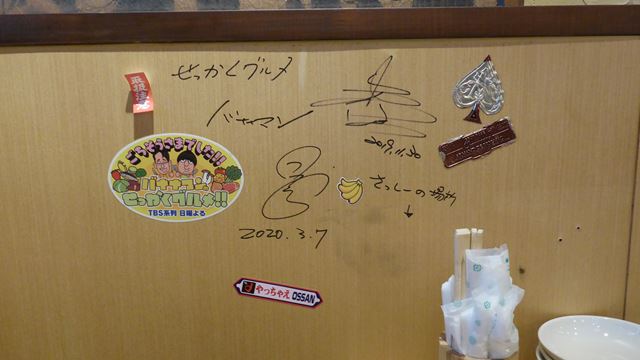 せっかくグルメ
バナナマン
2019.11.30
ごちそうさまでした!!
バナナマンの
せっかくグルメ!!
TBS系列 日曜よる
2020.3.7
さっしーの場所
↓
やっちゃえ OSSAN